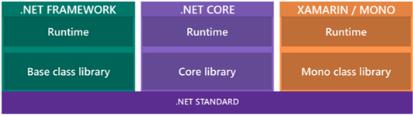 .NET FRAMEWORK
Runtime
Base class library
.NET CORE
Runtime
Core library
XAMARIN / MONO
Runtime
Mono class library
.NET STANDARD